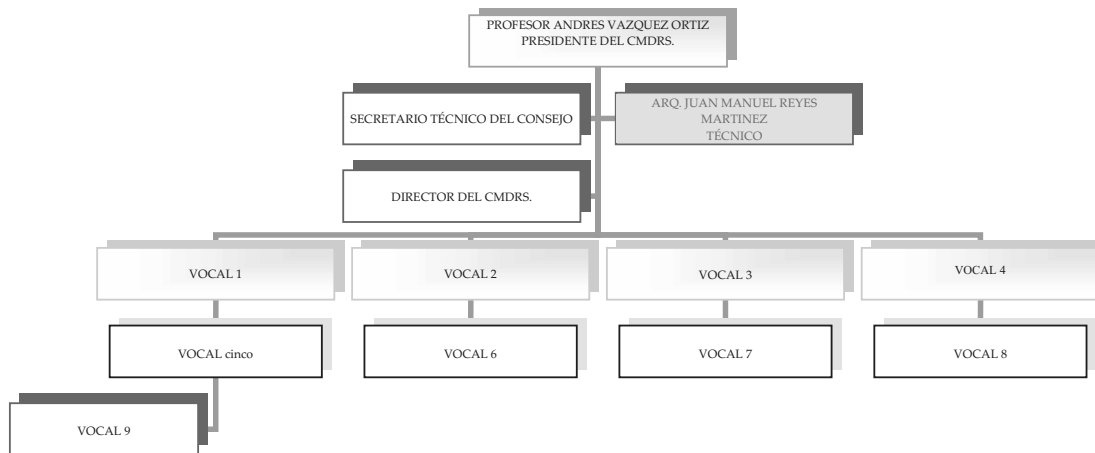 PROFESOR ANDRES VAZQUEZ ORTIZ
PRESIDENTE DEL CMDRS.
SECRETARIO TÉCNICO DEL CONSEJO
ARQ. JUAN MANUEL REYES
MARTINEZ
TÉCNICO
DIRECTOR DEL CMDRS.
VOCAL 1
VOCAL 2
VOCAL 3
VOCAL 4
VOCAL cinco
VOCAL 6
VOCAL 7
VOCAL 8
VOCAL 9